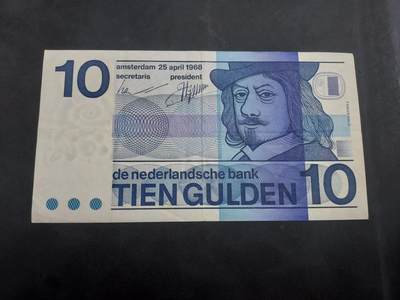 10
amsterdam 25 april 1968
secretaris president
de nederlandsche bank
TIEN GULDEN
10